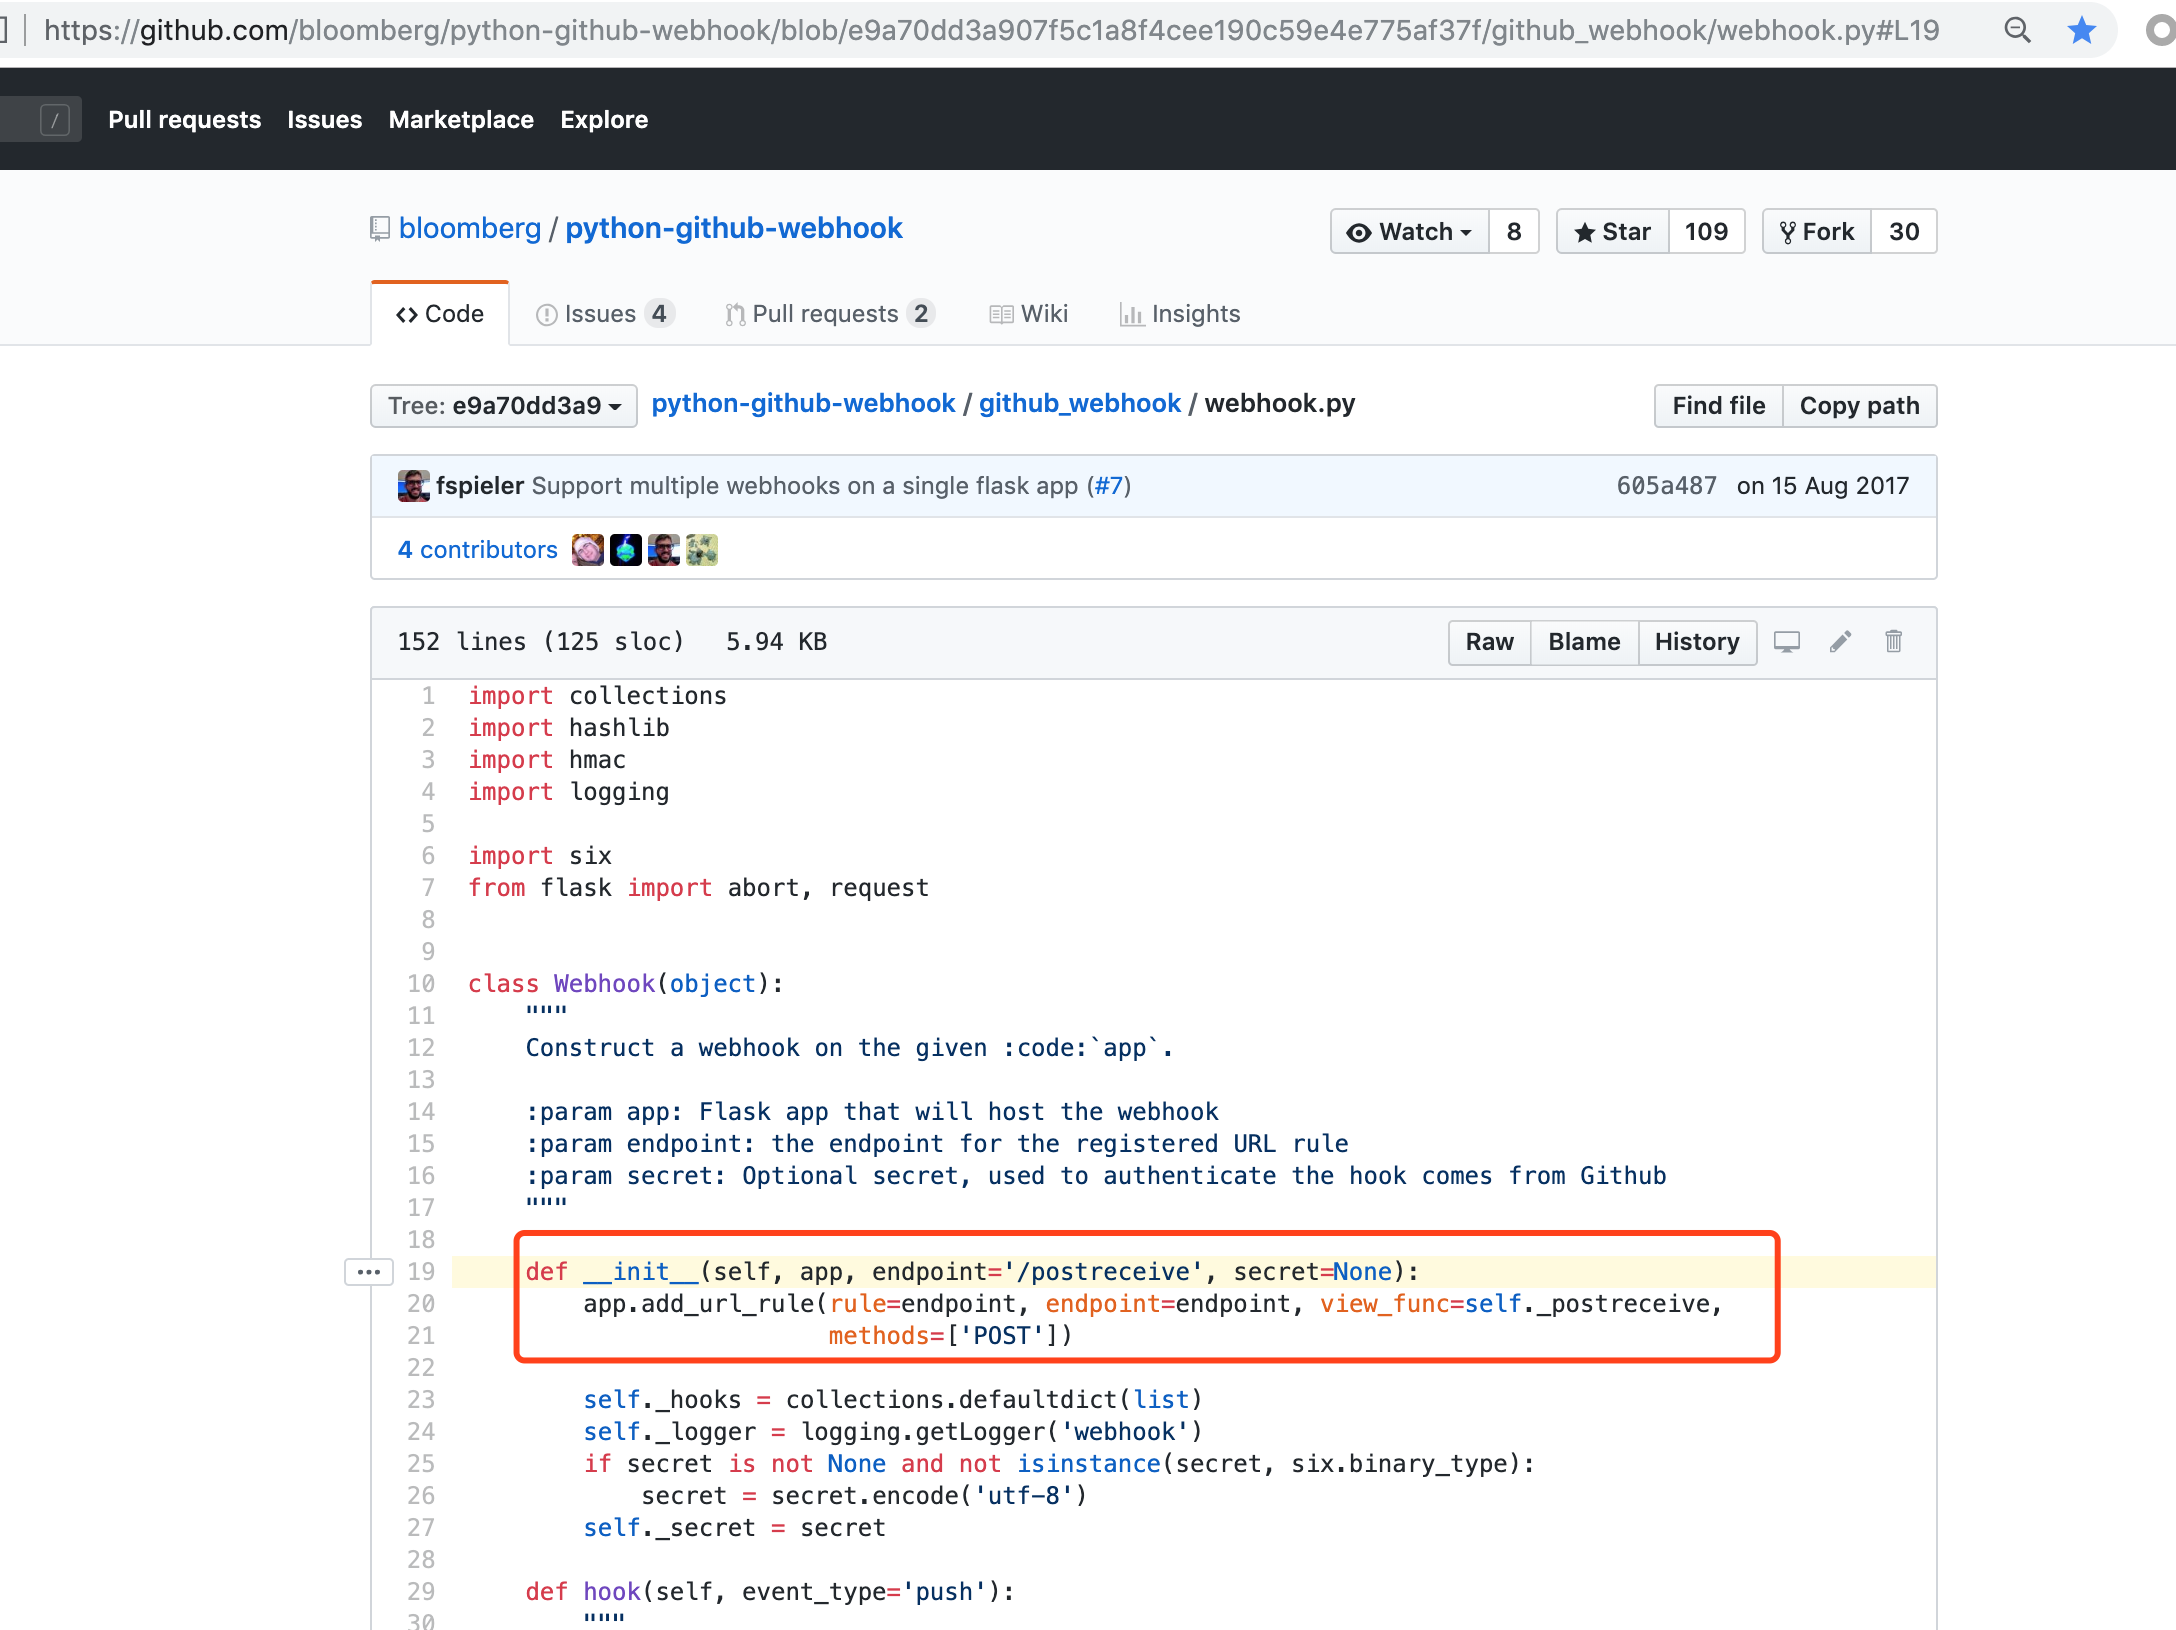 https://github.com/bloomberg/python-github-webhook/blob/e9a70dd3a907f5c1a8f4cee190c59e4e775af37f/github_webhook/webhook.py#L19
/ Pull requests Issues Marketplace Explore
bloomberg / python-github-webhook Watch 8 Star 109 Fork 30
Code Issues 4 Pull requests 2 Wiki Insights
Tree: e9a70dd3a9 python-github-webhook / github_webhook / webhook.py Find file Copy path
fspieler Support multiple webhooks on a single flask app (#7) 605a487 on 15 Aug 2017
4 contributors
152 lines (125 sloc) 5.94 KB Raw Blame History
1 import collections
2 import hashlib
3 import hmac
4 import logging
5
6 import six
7 from flask import abort, request
8
9
10 class Webhook(object):
11     """
12     Construct a webhook on the given :code:`app`.
13
14     :param app: Flask app that will host the webhook
15     :param endpoint: the endpoint for the registered URL rule
16     :param secret: Optional secret, used to authenticate the hook comes from Github
17     """
18
... 19     def __init__(self, app, endpoint='/postreceive', secret=None):
20         app.add_url_rule(rule=endpoint, endpoint=endpoint, view_func=self._postreceive,
21                          methods=['POST'])
22
23         self._hooks = collections.defaultdict(list)
24         self._logger = logging.getLogger('webhook')
25         if secret is not None and not isinstance(secret, six.binary_type):
26             secret = secret.encode('utf-8')
27         self._secret = secret
28
29     def hook(self, event_type='push'):
30         """